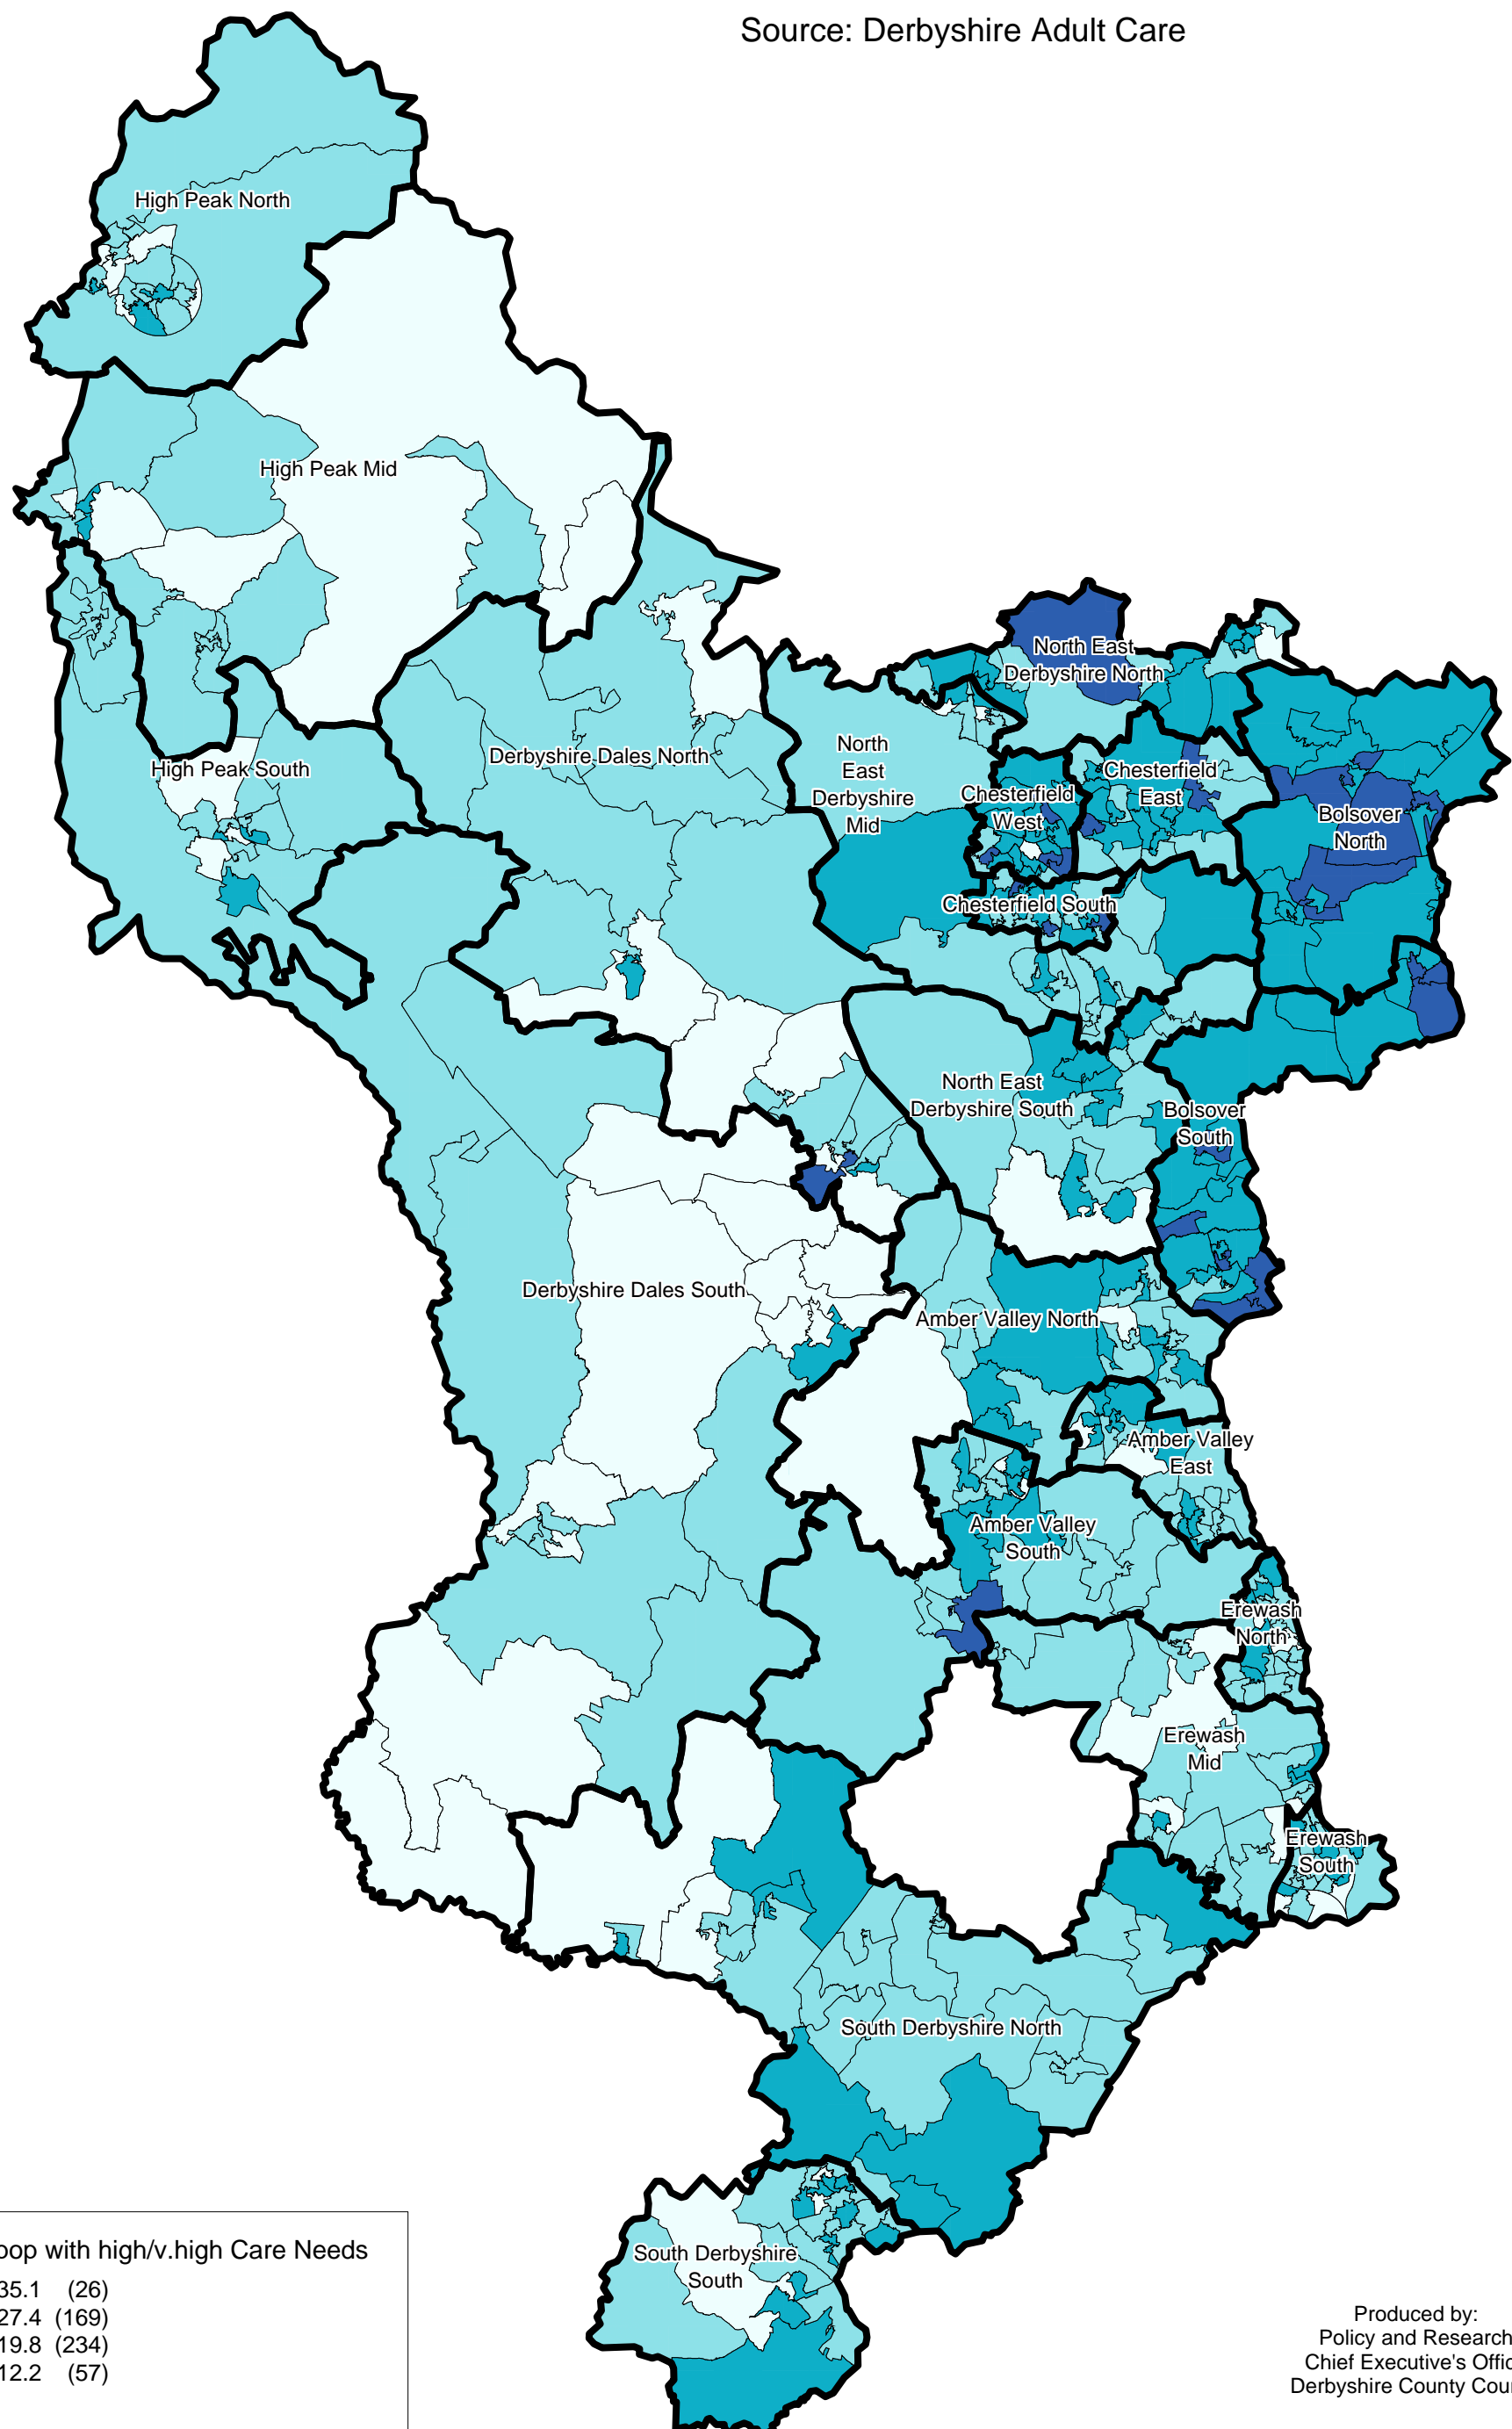 Source: Derbyshire Adult Care
High Peak North
High Peak Mid
North East
Derbyshire North
High Peak South
Derbyshire Dales North
North
East
Derbyshire
Mid
Chesterfield
West
Chesterfield
East
Bolsover
North
Chesterfield South
North East
Derbyshire South
Bolsover
South
Derbyshire Dales South
Amber Valley North
Amber Valley
East
Amber Valley
South
Erewash
North
Erewash
Mid
Erewash
South
South Derbyshire North
South Derbyshire
South
with high/v.high Care Needs
35.1 (26)
27.4 (169)
19.8 (234)
12.2 (57)
Produced by:
Policy and Research
Chief Executive's
Derbyshire County